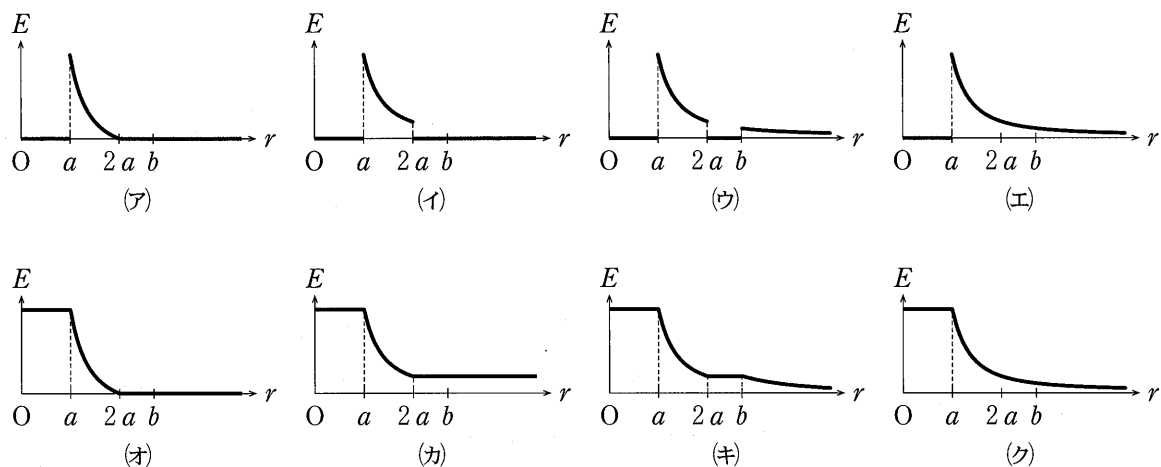 E E E E
O a 2a b r O a 2a b r O a 2a b r O a 2a b r
(ア) (イ) (ウ) (エ)
E E E E
O a 2a b r O a 2a b r O a 2a b r O a 2a b r
(オ) (カ) (キ) (ク)